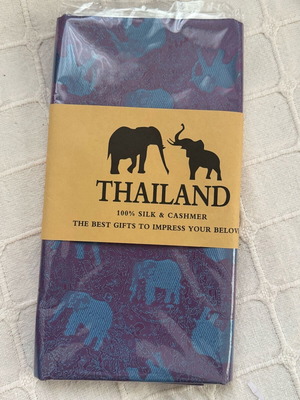 THAILAND
100% SILK & CASHMER
THE BEST GIFTS TO IMPRESS YOUR BELOV